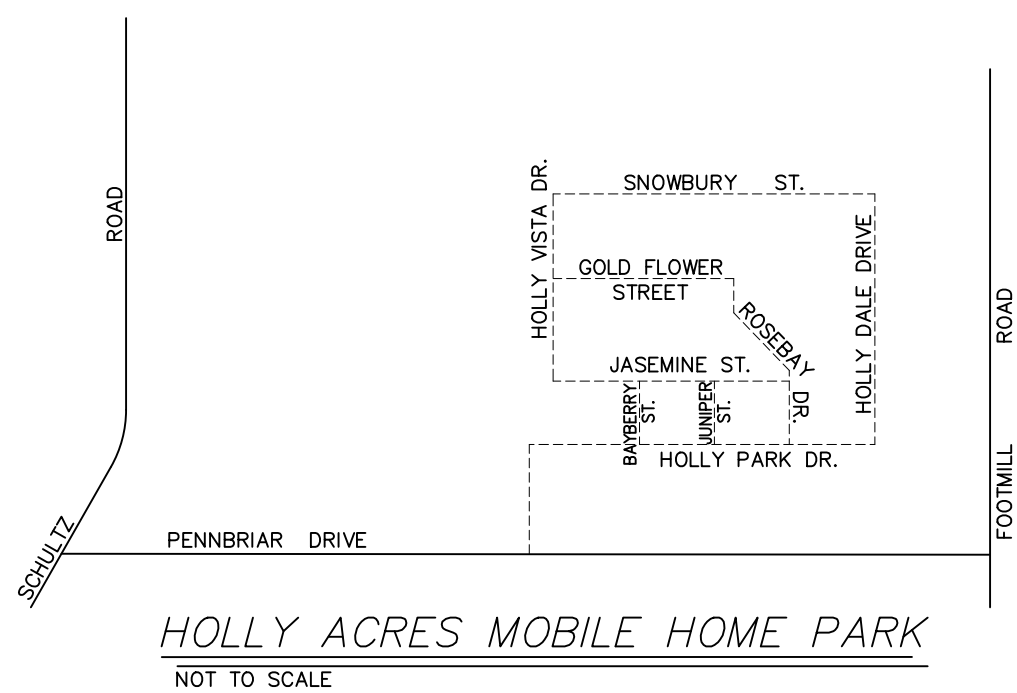 SNOWBURY ST.
HOLLY VISTA DR.
ROAD
HOLLY DALE DRIVE
GOLD FLOWER
STREET
ROAD
ROSEBAY
DR.
JASEMINE ST.
BAYBERRY
ST.
JUNIPER
ST.
HOLLY PARK DR.
FOOTMILL
SCHULTZ
PENNBRIAR DRIVE
HOLLY ACRES MOBILE HOME PARK
NOT TO SCALE